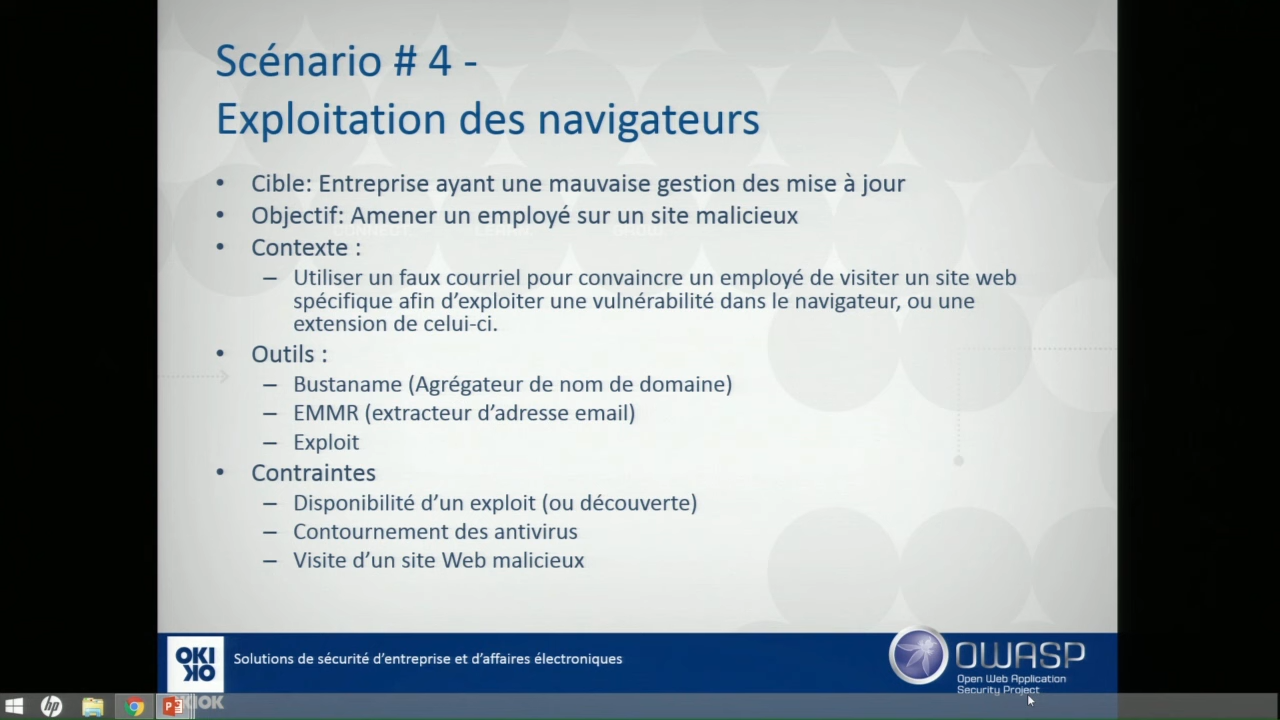 Scénario # 4 -
Exploitation des navigateurs
• Cible: Entreprise ayant une mauvaise gestion des mise à jour
• Objectif: Amener un employé sur un site malicieux
• Contexte :
– Utiliser un faux courriel pour convaincre un employé de visiter un site web
spécifique afin d’exploiter une vulnérabilité dans le navigateur, ou une
extension de celui-ci.
• Outils :
– Bustaname (Agrégateur de nom de domaine)
– EMMR (extracteur d’adresse email)
– Exploit
• Contraintes
– Disponibilité d’un exploit (ou découverte)
– Contournement des antivirus
– Visite d’un site Web malicieux
OKI
OK
Solutions de sécurité d’entreprise et d’affaires électroniques
OWASP
Open Web Application
Security Project
hp